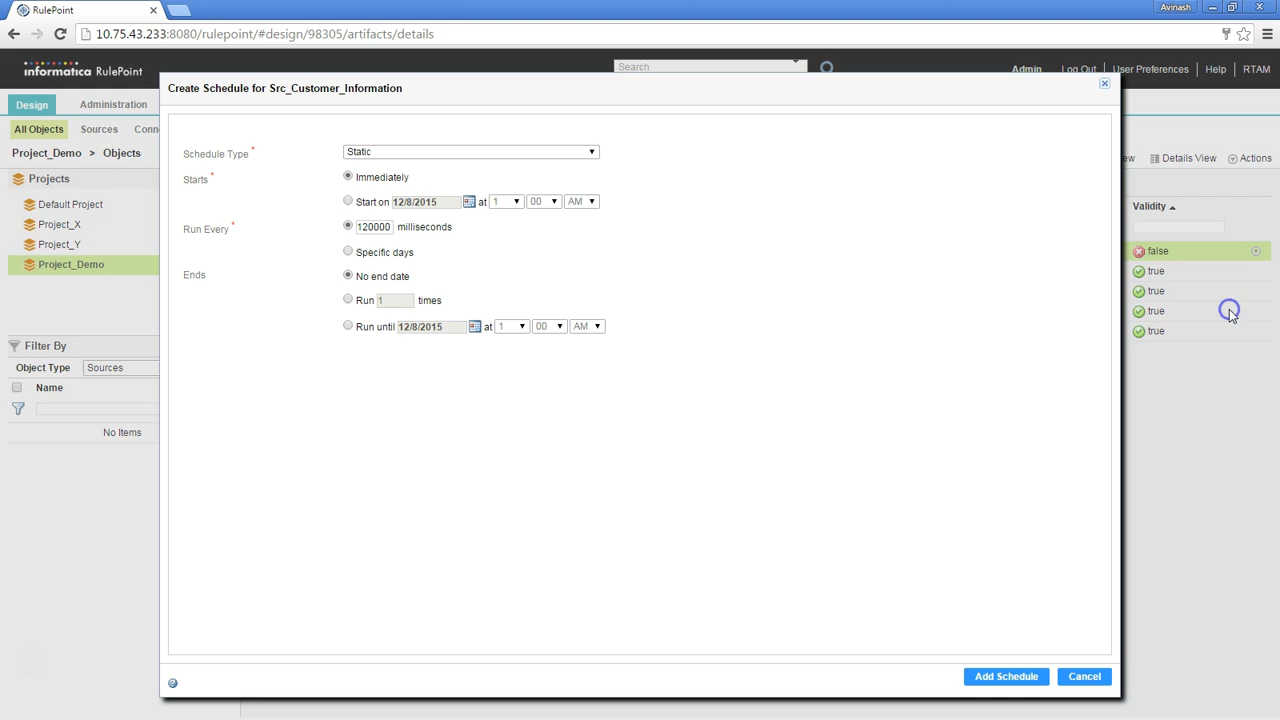 RulePoint
Avinash
10.75.43.233:8080/rulepoint/#design/98305/artifacts/details
informatica RulePoint
Search
Admin Log Out User Preferences Help RTAM
Create Schedule for Src_Customer_Information
Design Administration
All Objects Sources Conn
Project_Demo > Objects
ew Details View Actions
Projects
Default Project
Project_X
Project_Y
Project_Demo
Schedule Type * Static
Starts * Immediately
Start on 12/8/2015 at 1 00 AM
Run Every * 120000 milliseconds
Specific days
Ends No end date
Run 1 times
Run until 12/8/2015 at 1 00 AM
Validity
false
true
true
true
true
Filter By
Object Type Sources
Name
No Items
Add Schedule Cancel